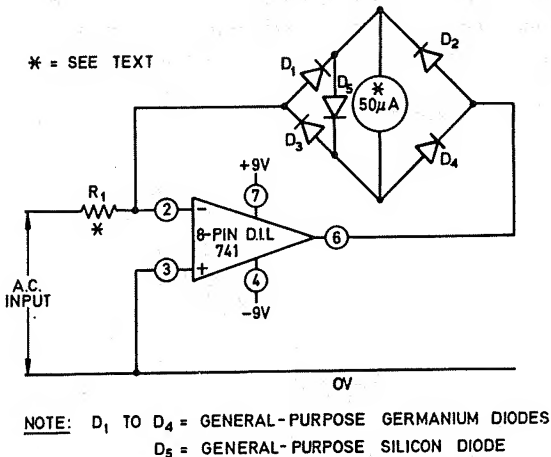 * = SEE TEXT
D1
D2
D5
*
50μA
D3
D4
+9V
7
R1
*
2
-
8-PIN D.I.L
741
6
3
+
4
A.C.
INPUT
-9V
0V
NOTE: D1 TO D4 = GENERAL-PURPOSE GERMANIUM DIODES
D5 = GENERAL-PURPOSE SILICON DIODE